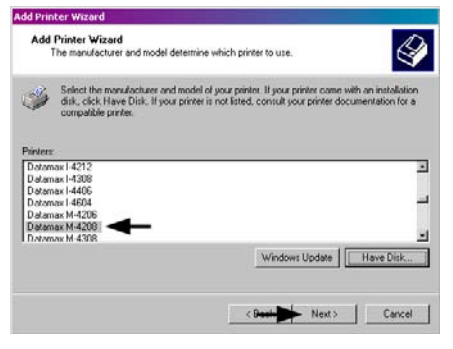 Add Printer Wizard
Add Printer Wizard
The manufacturer and model determine which printer to use.
Select the manufacturer and model of your printer. If your printer came with an installation
disk, click Have Disk. If your printer is not listed, consult your printer documentation for a
compatible printer.
Printers:
Datamax I-4212
Datamax I-4308
Datamax I-4406
Datamax I-4604
Datamax M-4206
Datamax M-4208
Datamax M-4308
Windows Update Have Disk...
< Next > Cancel